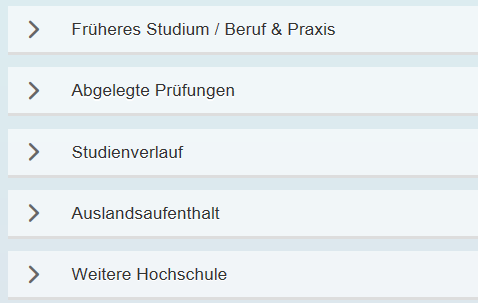 Früheres Studium / Beruf & Praxis
Abgelegte Prüfungen
Studienverlauf
Auslandsaufenthalt
Weitere Hochschule